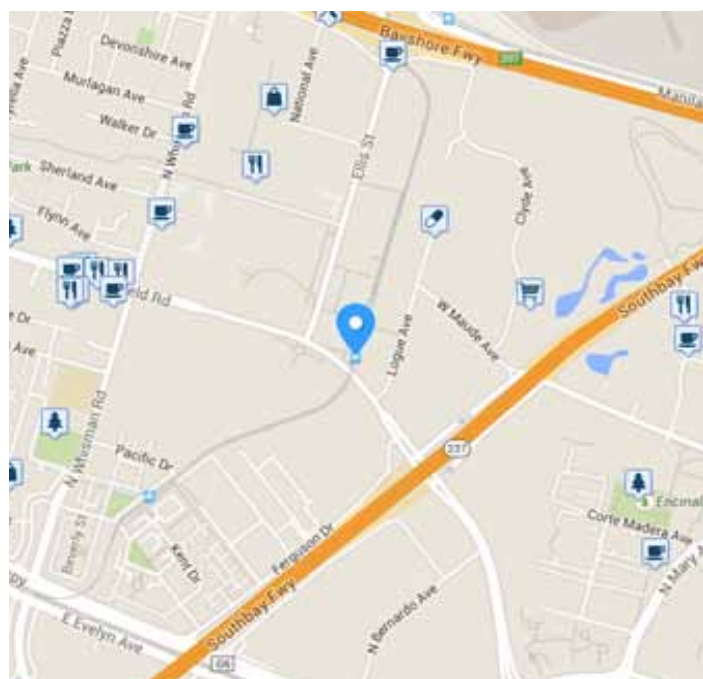 Piazza
Devonshire Ave
Bayshore Fwy
Manila
Murlagan Ave
National Ave
N Whisman Rd
Walker Dr
Ellis St
Park
Sherland Ave
Clyde Ave
Flynn Ave
Southbay Fwy
eld Rd
e Dr
Ave
W Maude Ave
Logue Ave
N Whisman Rd
237
Pacific Dr
Encinal
Corte Madera Ave
Beverly St
Kent Dr
Ferguson Dr
N Mary A
E Evelyn Ave
Southbay Fwy
N Bernardo Ave